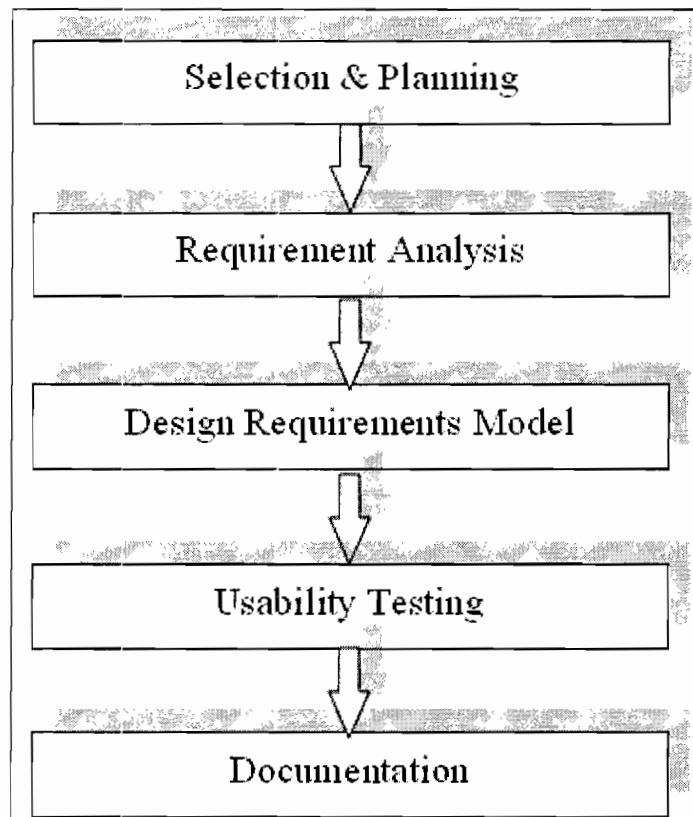 Selection & Planning
Requirement Analysis
Design Requirements Model
Usability Testing
Documentation